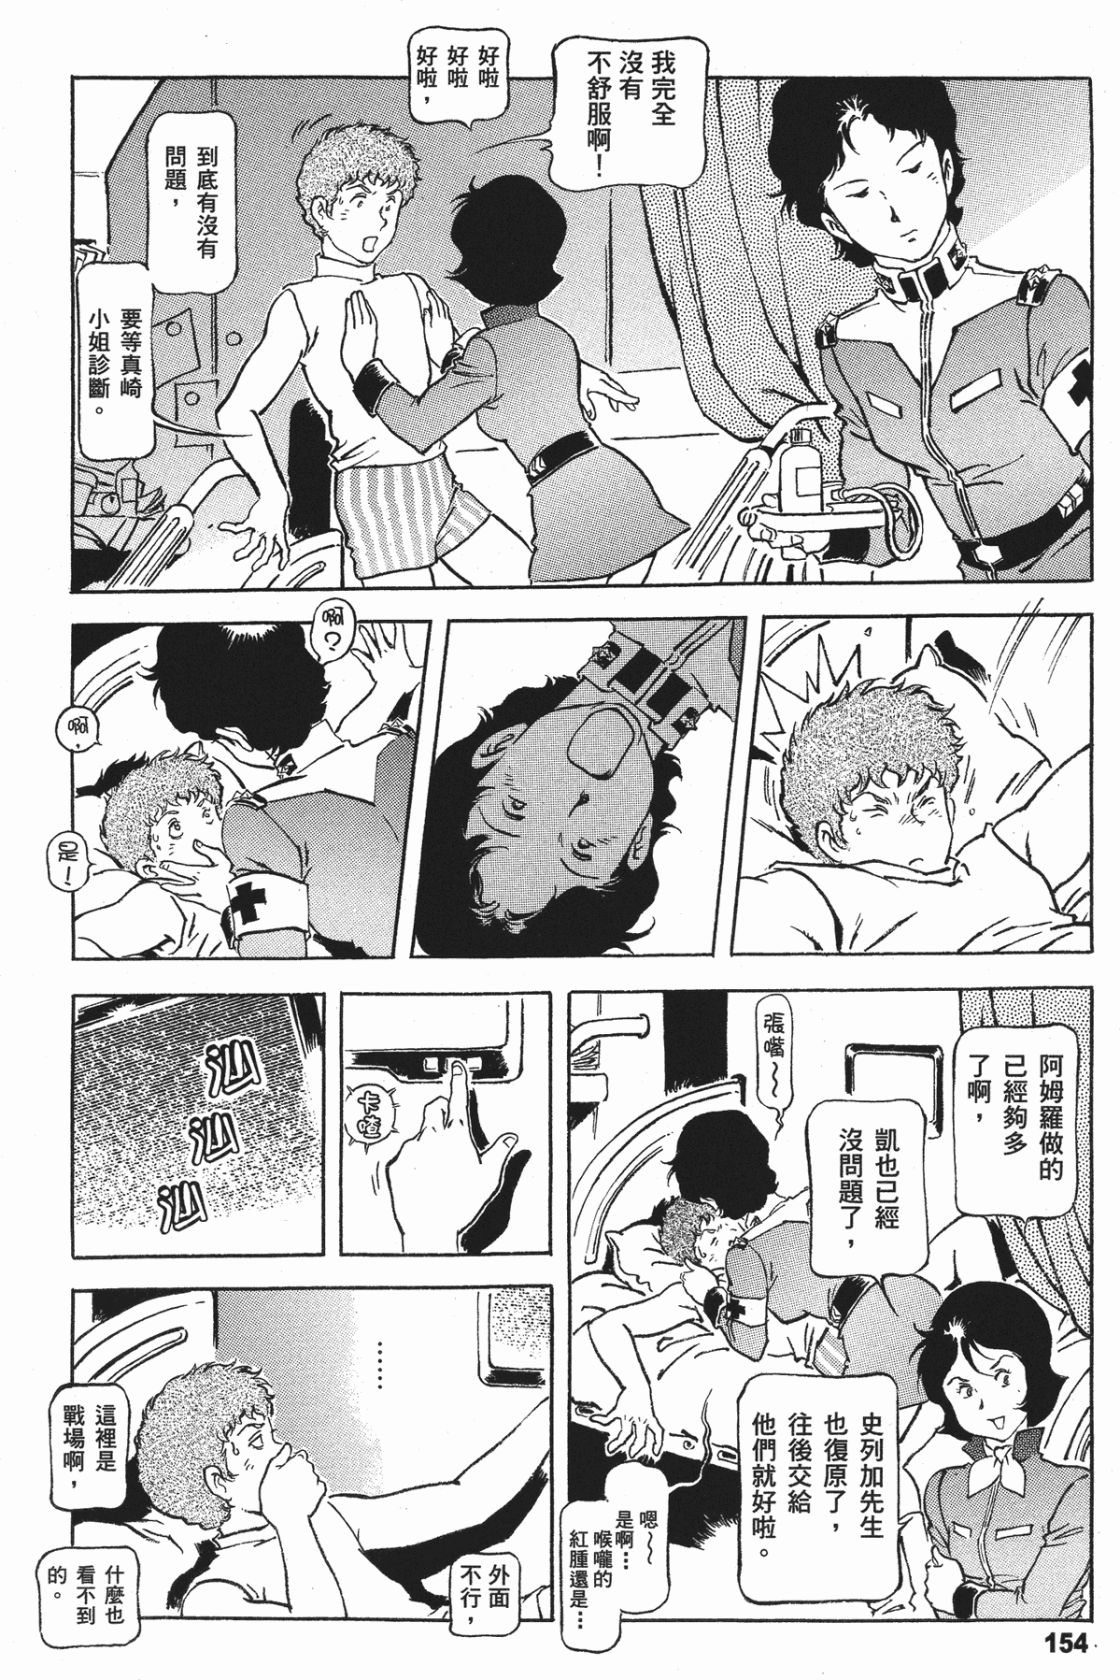 我完全
沒有
不舒服啊！
好啦
好啦
好啦，
到底有沒有
問題，
要等真崎
小姐診斷。
啊？
啊，
是！
阿姆羅做的
已經夠多
了啊，
張嘴～
凱也已經
沒問題了，
史列加先生
也復原了，
往後交給
他們就好啦。
嗯～
是啊…
喉嚨的
紅腫還是…
卡喳
汕
汕
汕
……
這裡是
戰場啊，
外面
不行，
什麼也
看不到
的。
154